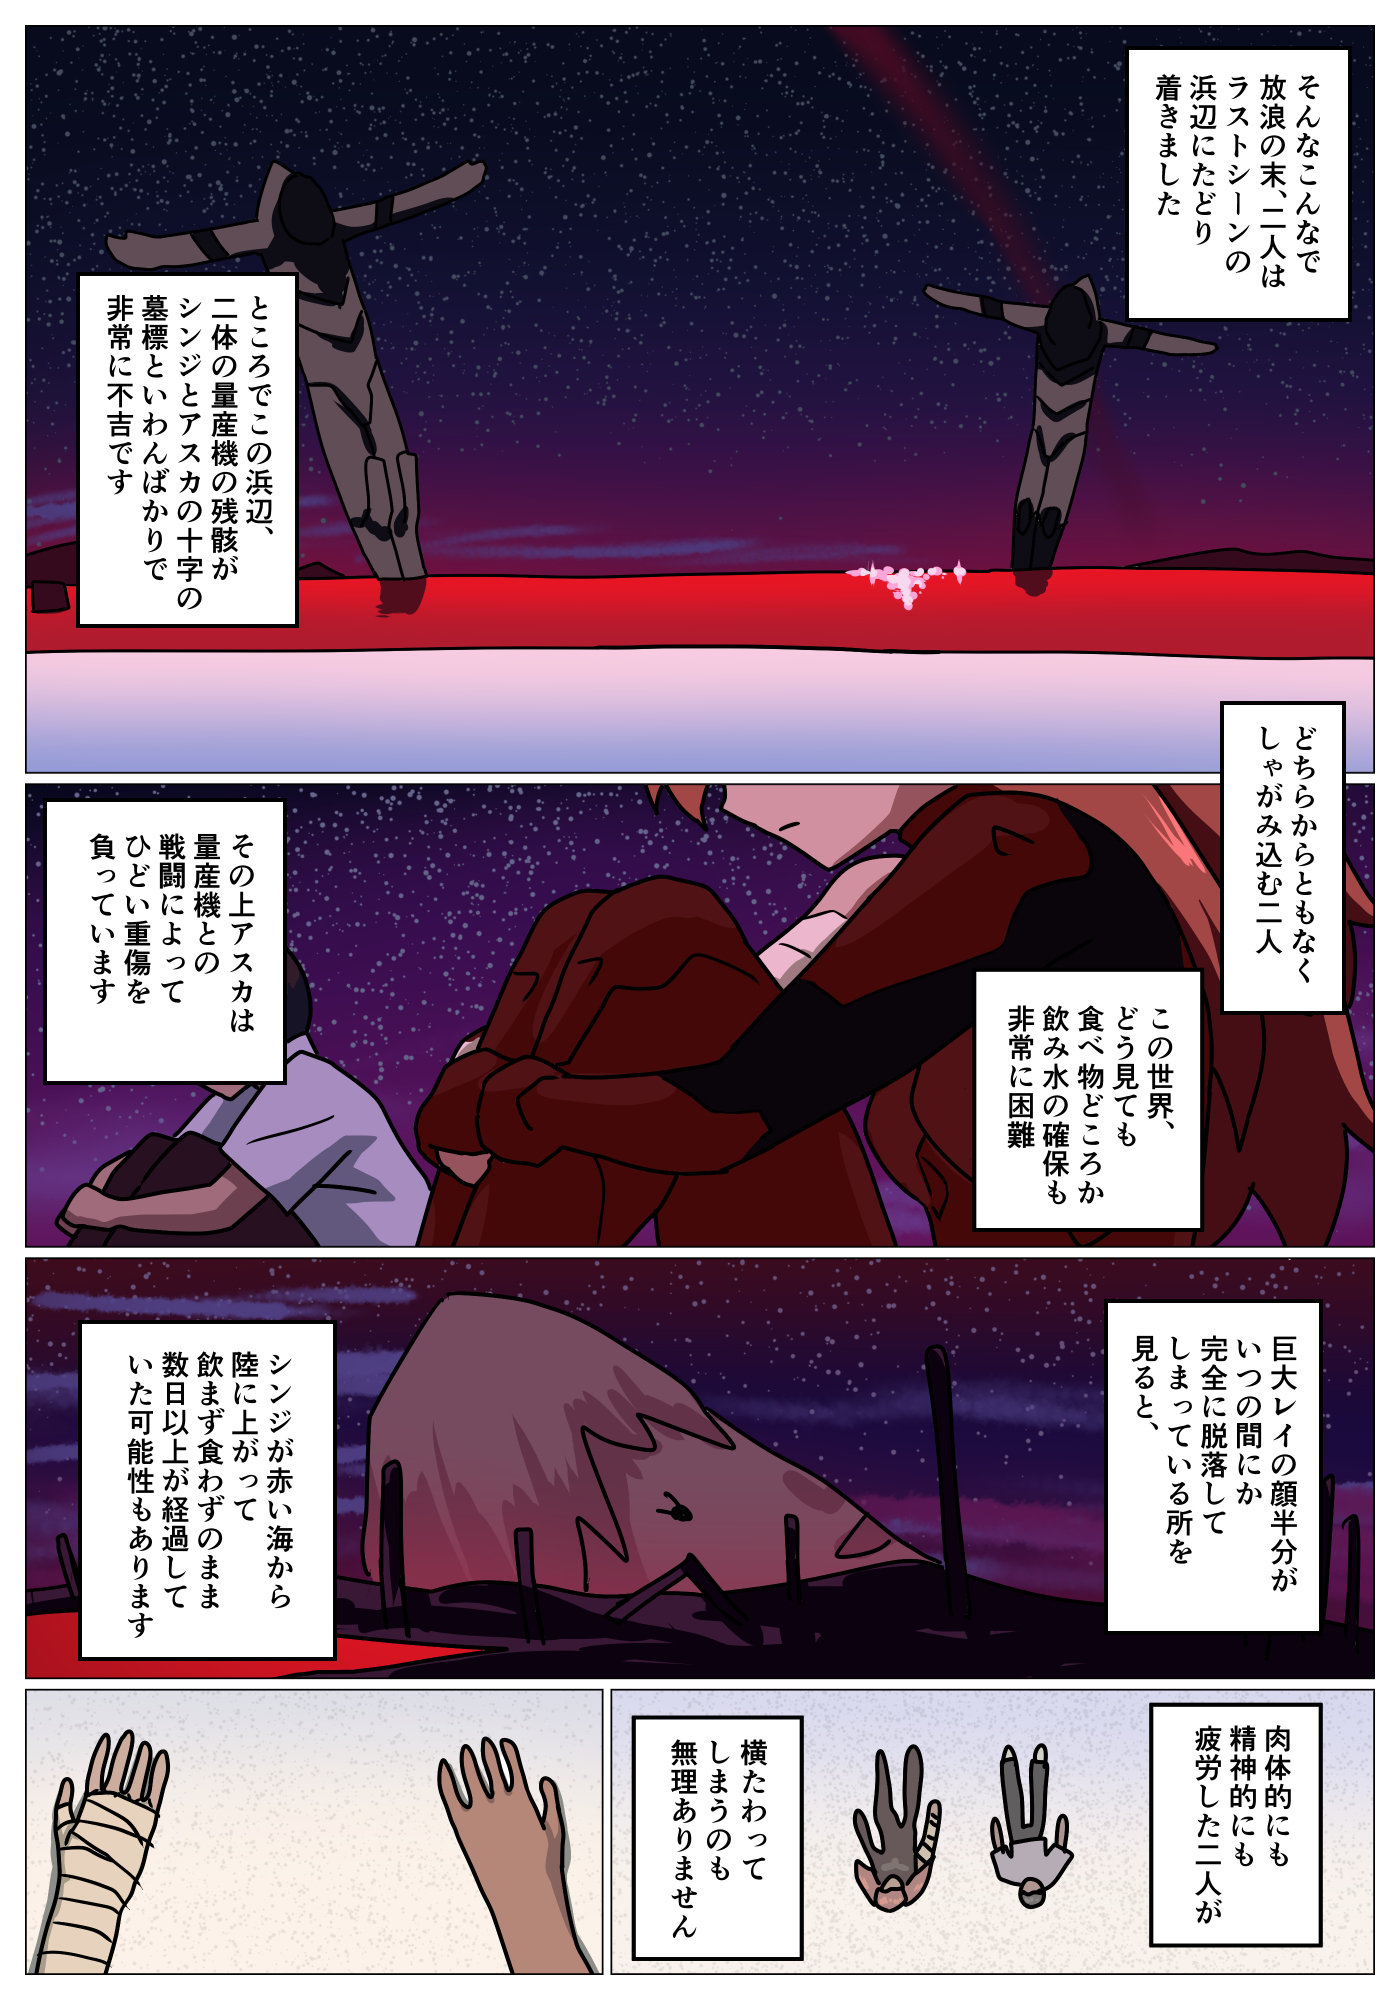 そんなこんなで
放浪の末、二人は
ラストシーンの
浜辺にたどり
着きました
ところでこの浜辺、
二体の量産機の残骸が
シンジとアスカの十字の
墓標といわんばかりで
非常に不吉です
どちらからともなく
しゃがみ込む二人
この世界、
どう見ても
食べ物どころか
飲み水の確保も
非常に困難
その上アスカは
量産機との
戦闘によって
ひどい重傷を
負っています
巨大レイの顔半分が
いつの間にか
完全に脱落して
しまっている所を
見ると、
シンジが赤い海から
陸に上がって
飲まず食わずのまま
数日以上が経過して
いた可能性もあります
肉体的にも
精神的にも
疲労した二人が
横たわって
しまうのも
無理ありません